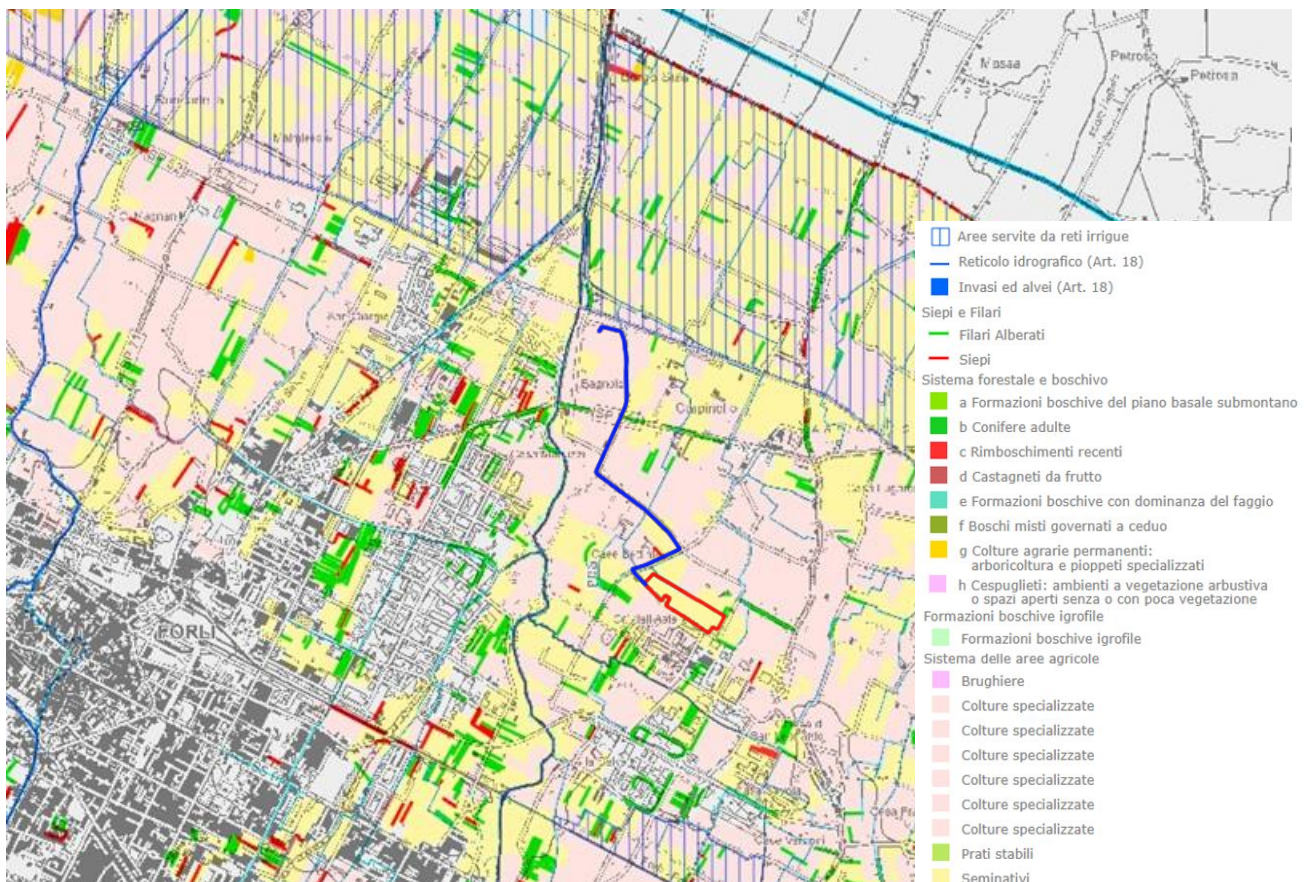 Massa
Petrosa
Petrosa
Bagnolo
FORLI
Aree servite da reti irrigue
Reticolo idrografico (Art. 18)
Invasi ed alvei (Art. 18)
Siepi e Filari
Filari Alberati
Siepi
Sistema forestale e boschivo
a Formazioni boschive del piano basale submontano
b Conifere adulte
c Rimboschimenti recenti
d Castagneti da frutto
e Formazioni boschive con dominanza del faggio
f Boschi misti governati a ceduo
g Colture agrarie permanenti:
arboricoltura e pioppeti specializzati
h Cespuglieti: ambienti a vegetazione arbustiva
o spazi aperti senza o con poca vegetazione
Formazioni boschive igrofile
Formazioni boschive igrofile
Sistema delle aree agricole
Brughiere
Colture specializzate
Colture specializzate
Colture specializzate
Colture specializzate
Colture specializzate
Colture specializzate
Prati stabili
Seminativi